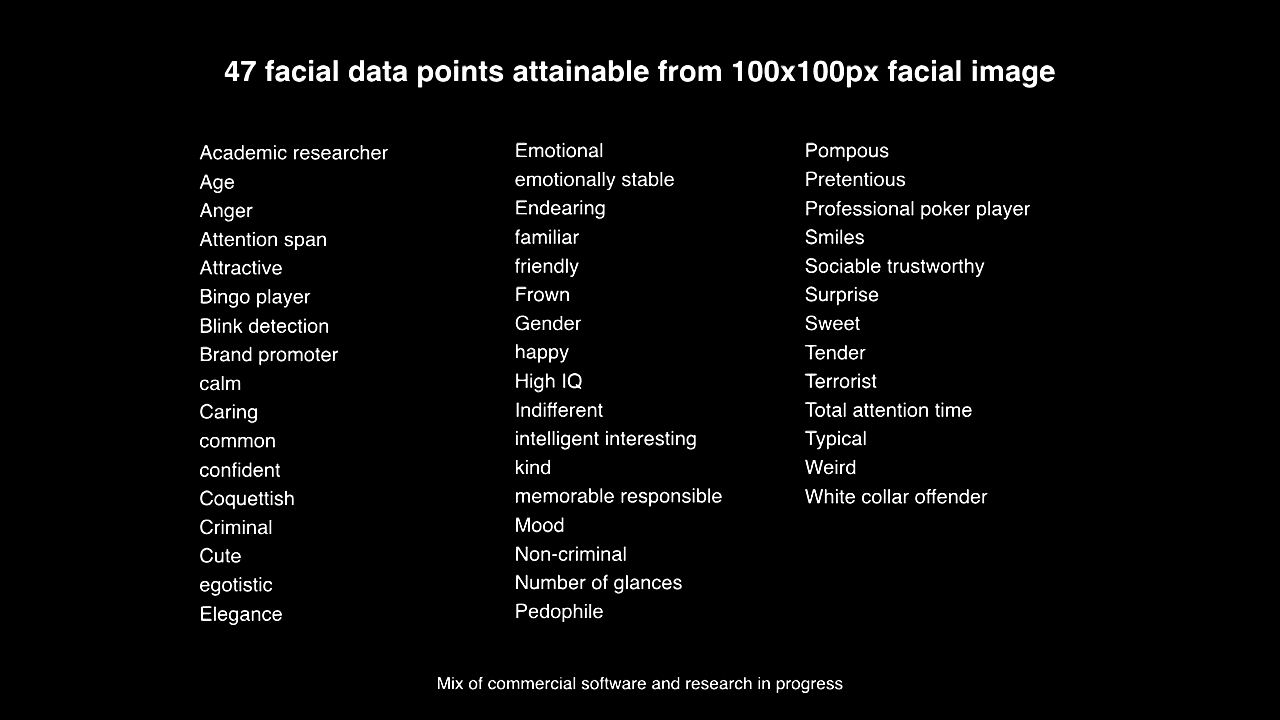 47 facial data points attainable from 100x100px facial image
Academic researcher
Age
Anger
Attention span
Attractive
Bingo player
Blink detection
Brand promoter
calm
Caring
common
confident
Coquettish
Criminal
Cute
egotistic
Elegance
Emotional
emotionally stable
Endearing
familiar
friendly
Frown
Gender
happy
High IQ
Indifferent
intelligent interesting
kind
memorable responsible
Mood
Non-criminal
Number of glances
Pedophile
Pompous
Pretentious
Professional poker player
Smiles
Sociable trustworthy
Surprise
Sweet
Tender
Terrorist
Total attention time
Typical
Weird
White collar offender
Mix of commercial software and research in progress